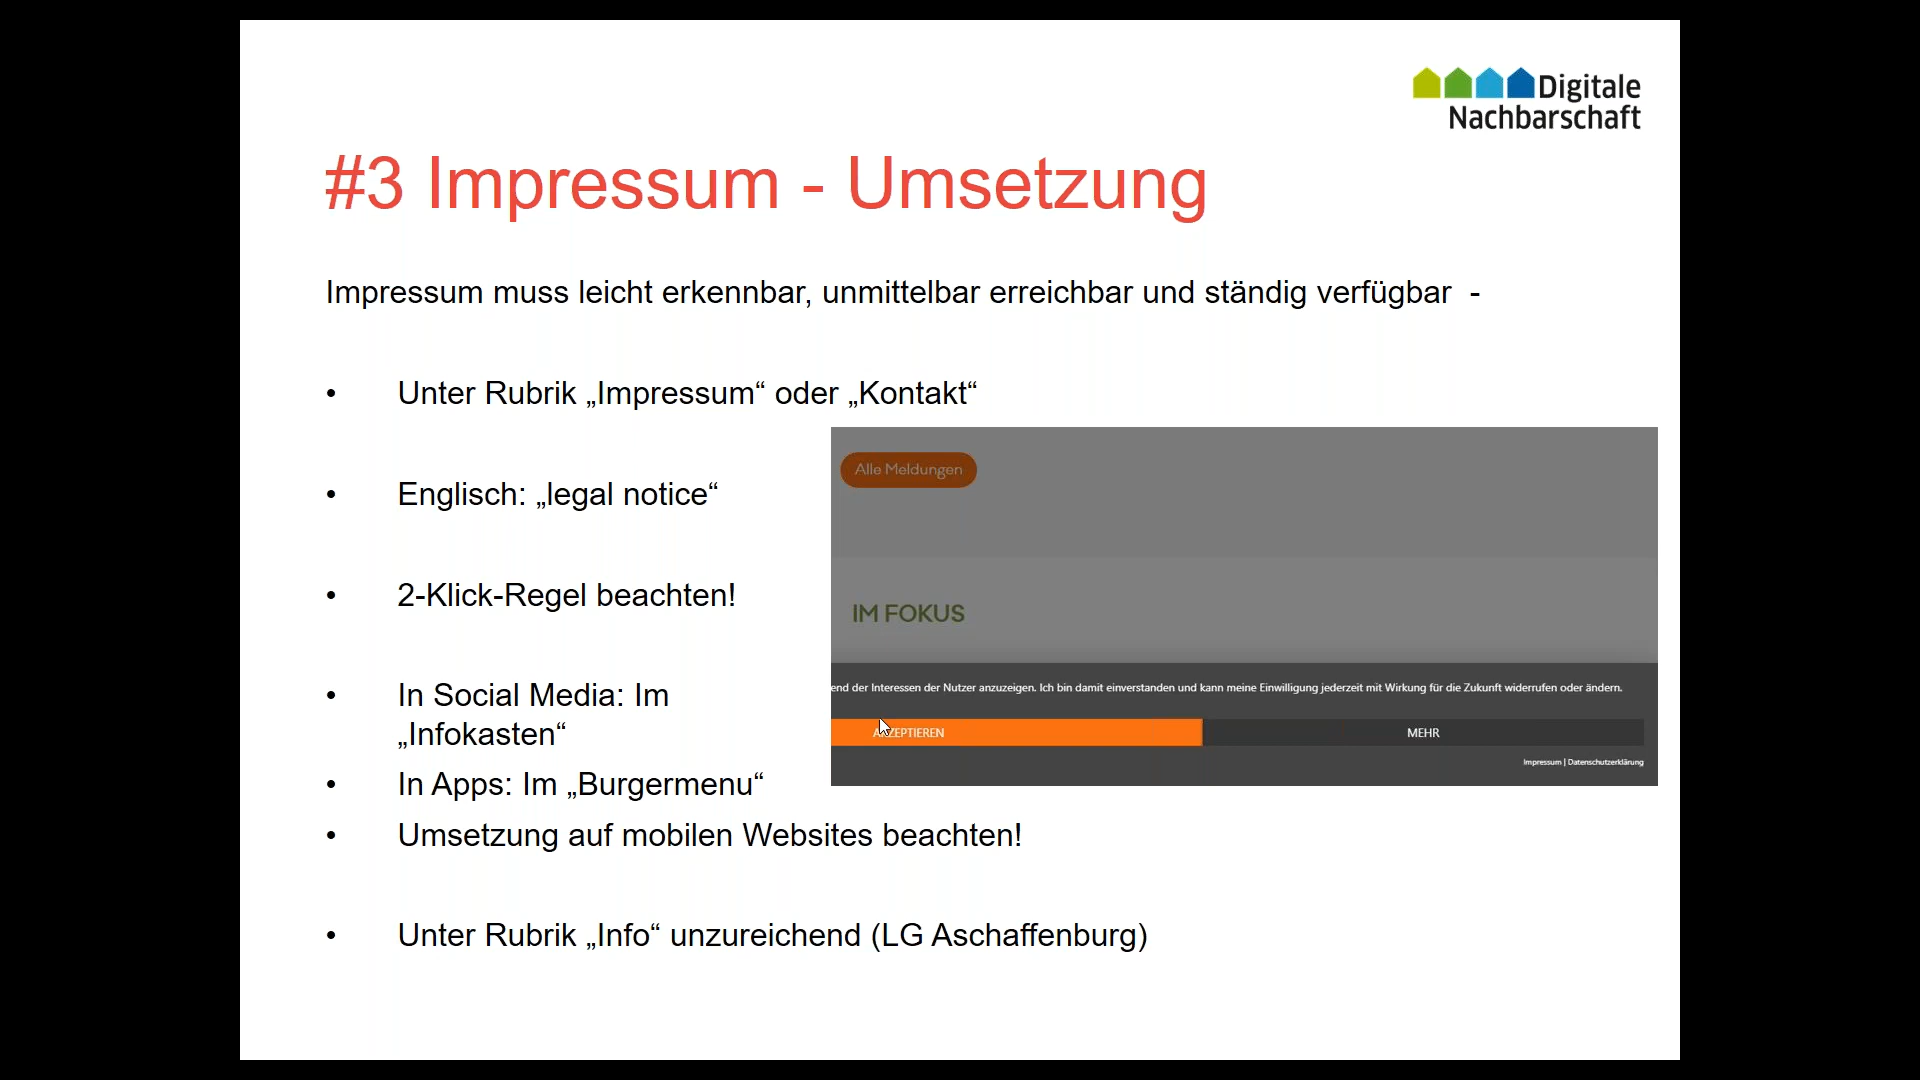 Digitale
Nachbarschaft
#3 Impressum - Umsetzung
Impressum muss leicht erkennbar, unmittelbar erreichbar und ständig verfügbar -
• Unter Rubrik „Impressum“ oder „Kontakt“
• Englisch: „legal notice“
• 2-Klick-Regel beachten!
• In Social Media: Im
„Infokasten“
• In Apps: Im „Burgermenu“
• Umsetzung auf mobilen Websites beachten!
• Unter Rubrik „Info“ unzureichend (LG Aschaffenburg)
Alle Meldungen
IM FOKUS
end der Interessen der Nutzer anzuzeigen. Ich bin damit einverstanden und kann meine Einwilligung jederzeit mit Wirkung für die Zukunft widerrufen oder ändern.
AKZEPTIEREN
MEHR
Impressum | Datenschutzerklärung